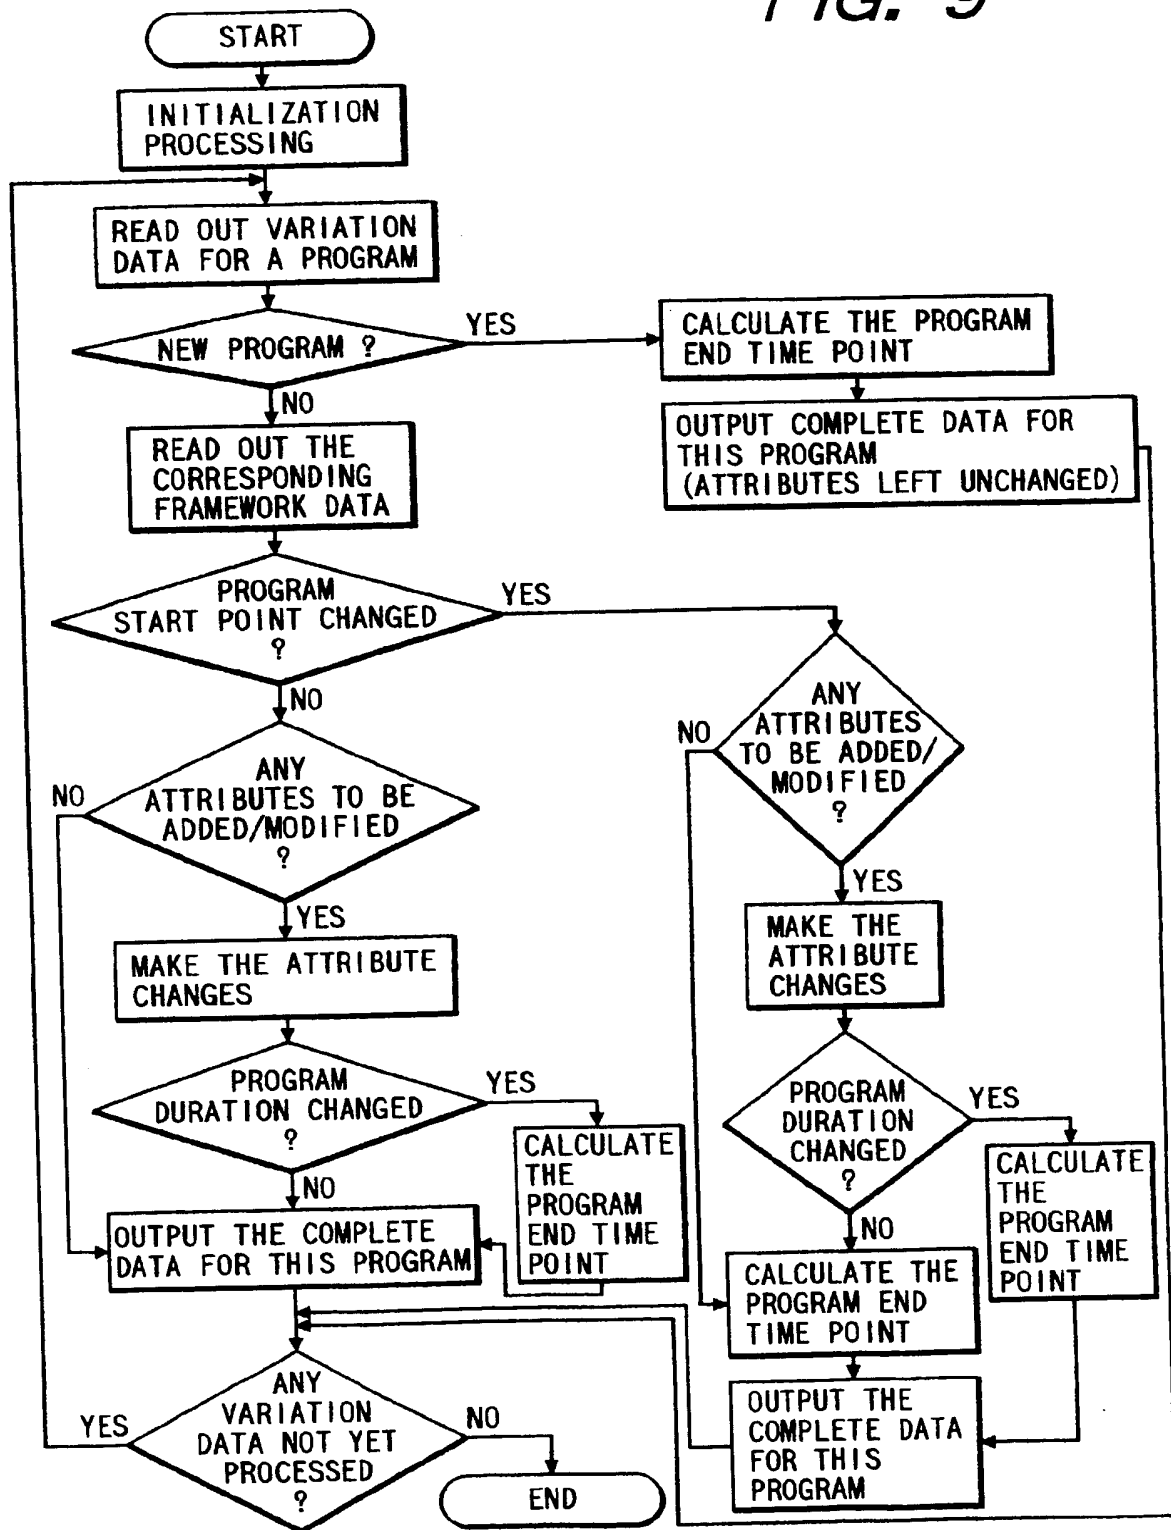 FIG. 9
START
INITIALIZATION
PROCESSING
READ OUT VARIATION
DATA FOR A PROGRAM
NEW PROGRAM ?
YES
CALCULATE THE PROGRAM
END TIME POINT
OUTPUT COMPLETE DATA FOR
THIS PROGRAM
(ATTRIBUTES LEFT UNCHANGED)
NO
READ OUT THE
CORRESPONDING
FRAMEWORK DATA
PROGRAM
START POINT CHANGED
?
YES
NO
ANY
ATTRIBUTES TO BE
ADDED/MODIFIED
?
NO
YES
MAKE THE ATTRIBUTE
CHANGES
PROGRAM
DURATION CHANGED
?
YES
CALCULATE
THE
PROGRAM
END TIME
POINT
NO
OUTPUT THE COMPLETE
DATA FOR THIS PROGRAM
ANY
ATTRIBUTES
TO BE ADDED/
MODIFIED
?
NO
YES
MAKE THE
ATTRIBUTE
CHANGES
PROGRAM
DURATION
CHANGED
?
YES
CALCULATE
THE
PROGRAM
END TIME
POINT
NO
CALCULATE THE
PROGRAM END
TIME POINT
OUTPUT THE
COMPLETE DATA
FOR THIS
PROGRAM
ANY
VARIATION
DATA NOT YET
PROCESSED
?
YES
NO
END